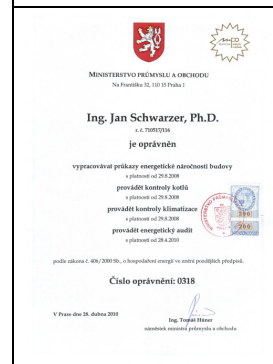 MINISTERSTVO PRŮMYSLU A OBCHODU
Na Františku 32, 110 15 Praha 1
Ing. Jan Schwarzer, Ph.D.
r. č. 710517/116
je oprávněn
vypracovávat průkazy energetické náročnosti budovy
s platností od 29.8.2008
provádět kontroly kotlů
s platností od 29.8.2008
provádět kontroly klimatizace
s platností od 29.8.2008
provádět energetický audit
s platností od 28.4.2010
podle zákona č. 406/2000 Sb., o hospodaření energií ve znění pozdějších předpisů.
Číslo oprávnění: 0318
V Praze dne 28. dubna 2010
Ing. Tomáš Hüner
náměstek ministra průmyslu a obchodu